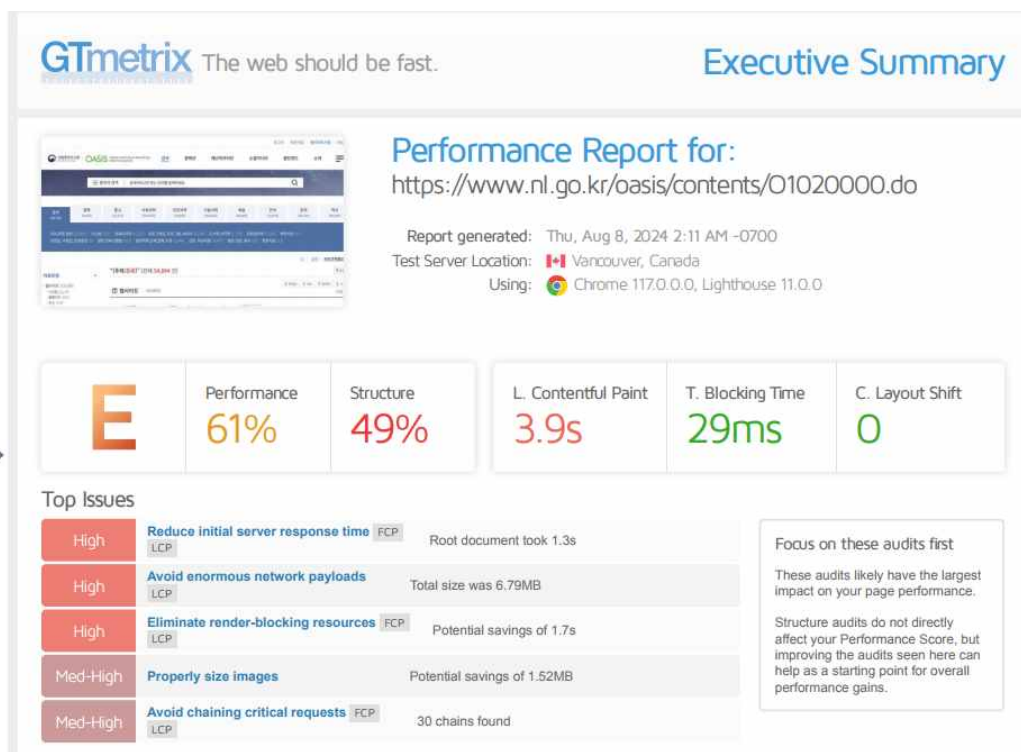 GTmetrix The web should be fast.
Executive Summary
OASIS
Performance Report for:
https://www.nl.go.kr/oasis/contents/O1020000.do
Report generated: Thu, Aug 8, 2024 2:11 AM -0700
Test Server Location: Vancouver, Canada
Using: Chrome 117.0.0.0, Lighthouse 11.0.0
E
Performance
61%
Structure
49%
L. Contentful Paint
3.9s
T. Blocking Time
29ms
C. Layout Shift
0
Top Issues
High Reduce initial server response time FCP LCP Root document took 1.3s
High Avoid enormous network payloads LCP Total size was 6.79MB
High Eliminate render-blocking resources FCP LCP Potential savings of 1.7s
Med-High Properly size images Potential savings of 1.52MB
Med-High Avoid chaining critical requests FCP LCP 30 chains found
Focus on these audits first
These audits likely have the largest
impact on your page performance.
Structure audits do not directly
affect your Performance Score, but
improving the audits seen here can
help as a starting point for overall
performance gains.